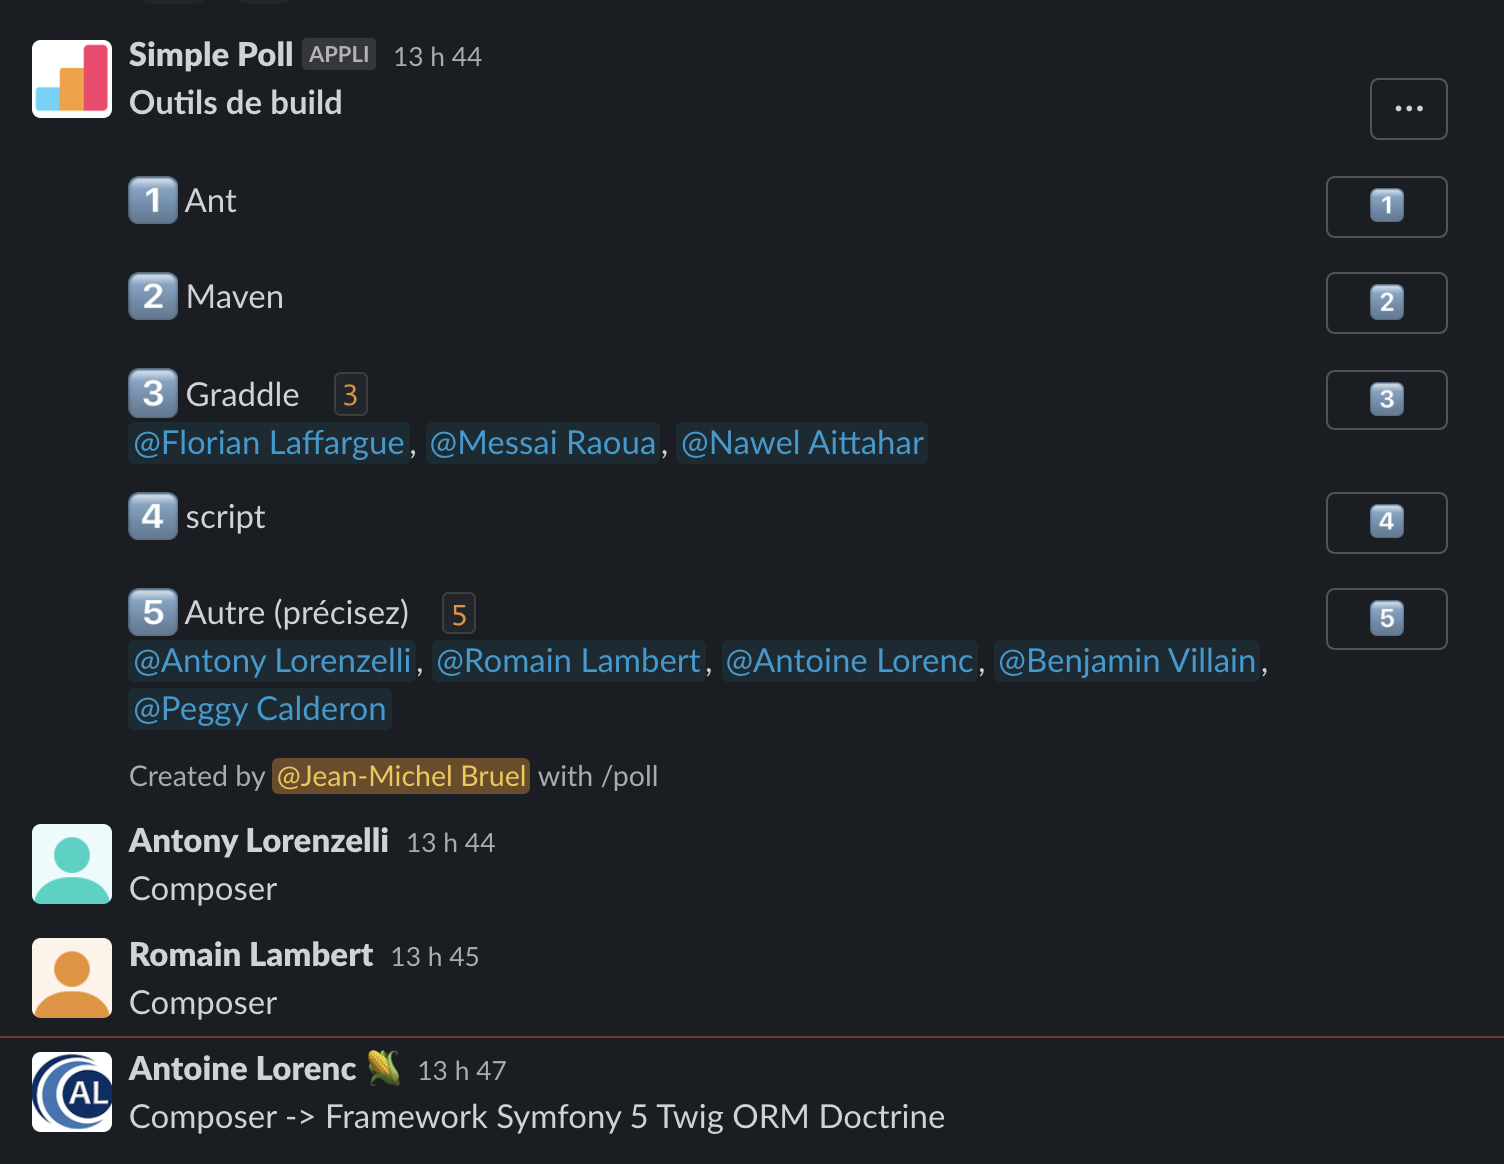 Simple Poll APPLI 13 h 44
Outils de build
...
1 Ant
1
2 Maven
2
3 Graddle 3
3
@Florian Laffargue, @Messai Raoua, @Nawel Aittahar
4 script
4
5 Autre (précisez) 5
5
@Antony Lorenzelli, @Romain Lambert, @Antoine Lorenc, @Benjamin Villain,
@Peggy Calderon
Created by @Jean-Michel Bruel with /poll
Antony Lorenzelli 13 h 44
Composer
Romain Lambert 13 h 45
Composer
AL
Antoine Lorenc 🌽 13 h 47
Composer -> Framework Symfony 5 Twig ORM Doctrine